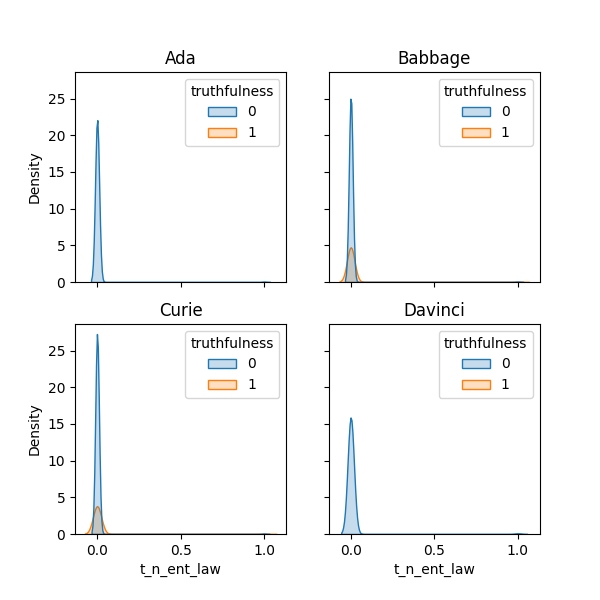 Ada
Babbage
truthfulness
0
1
truthfulness
0
1
25
20
15
10
5
0
Density
Curie
Davinci
truthfulness
0
1
truthfulness
0
1
25
20
15
10
5
0
Density
0.0 0.5 1.0
t_n_ent_law
0.0 0.5 1.0
t_n_ent_law